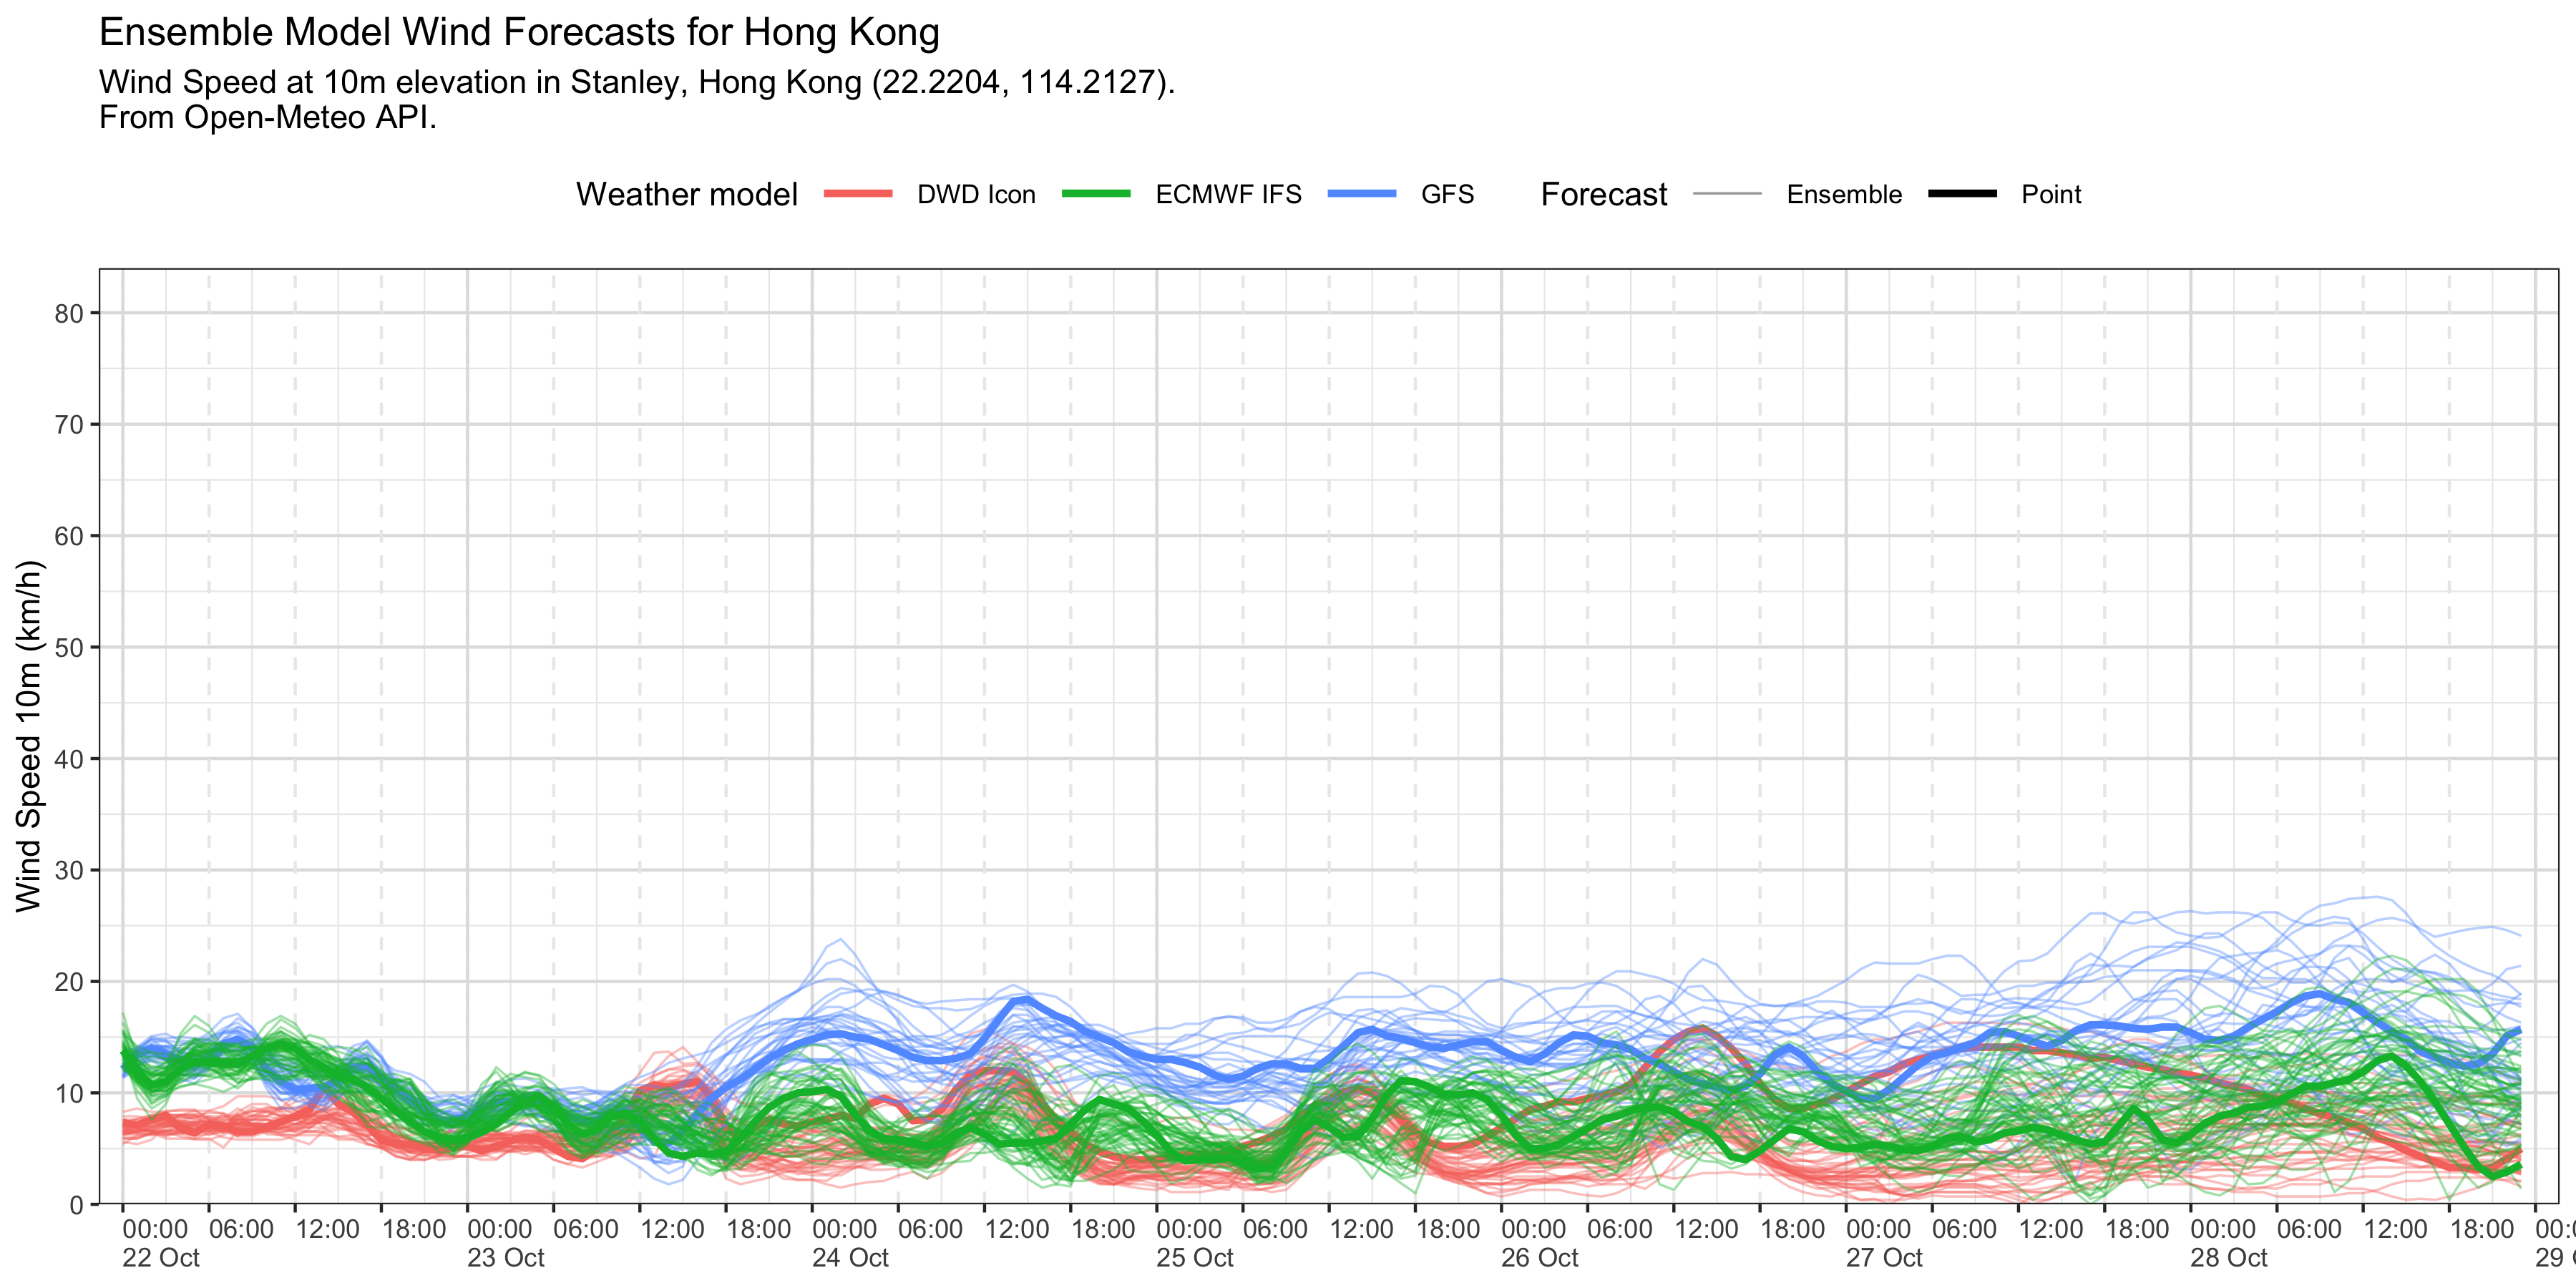 Ensemble Model Wind Forecasts for Hong Kong
Wind Speed at 10m elevation in Stanley, Hong Kong (22.2204, 114.2127).
From Open-Meteo API.
Weather model DWD Icon ECMWF IFS GFS Forecast Ensemble Point
Wind Speed 10m (km/h)
80
70
60
50
40
30
20
10
0
00:00 06:00 12:00 18:00 00:00 06:00 12:00 18:00 00:00 06:00 12:00 18:00 00:00 06:00 12:00 18:00 00:00 06:00 12:00 18:00 00:00 06:00 12:00 18:00 00:00 06:00 12:00 18:00
22 Oct 23 Oct 24 Oct 25 Oct 26 Oct 27 Oct 28 Oct 29